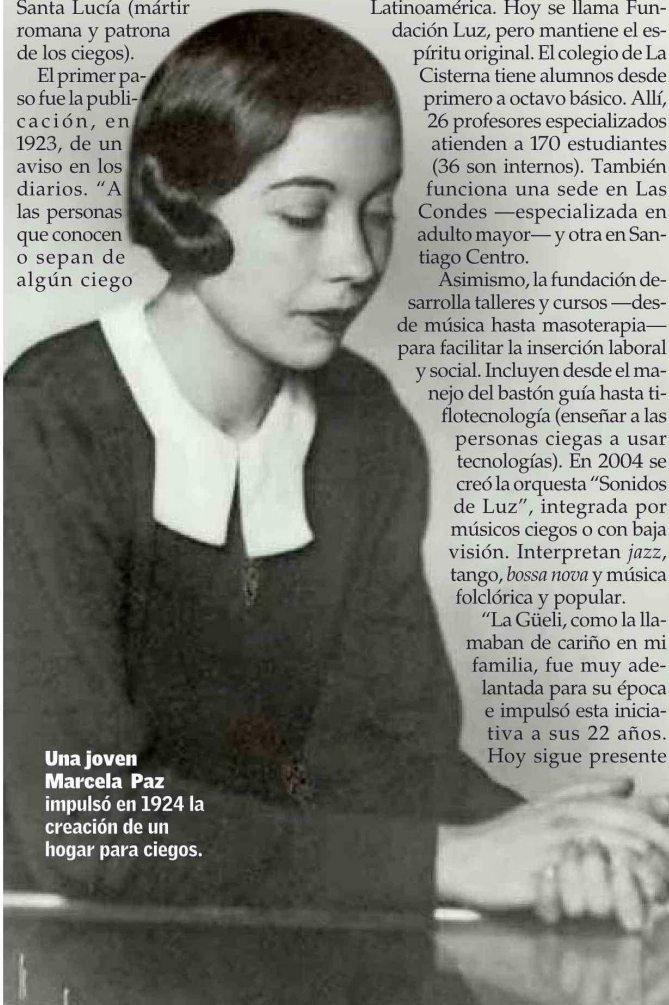 Santa Lucía (mártir
romana y patrona
de los ciegos).
El primer pa-
so fue la publi-
cación, en
1923, de un
aviso en los
diarios. “A
las personas
que conocen
o sepan de
algún ciego
Latinoamérica. Hoy se llama Fun-
dación Luz, pero mantiene el es-
píritu original. El colegio de La
Cisterna tiene alumnos desde
primero a octavo básico. Allí,
26 profesores especializados
atienden a 170 estudiantes
(36 son internos). También
funciona una sede en Las
Condes —especializada en
adulto mayor— y otra en San-
tiago Centro.
Asimismo, la fundación de-
sarrolla talleres y cursos —des-
de música hasta masoterapia—
para facilitar la inserción laboral
y social. Incluyen desde el ma-
nejo del bastón guía hasta ti-
flotecnología (enseñar a las
personas ciegas a usar
tecnologías). En 2004 se
creó la orquesta “Sonidos
de Luz”, integrada por
músicos ciegos o con baja
visión. Interpretan jazz,
tango, bossa nova y música
folclórica y popular.
“La Güeli, como la lla-
maban de cariño en mi
familia, fue muy ade-
lantada para su época
e impulsó esta inicia-
tiva a sus 22 años.
Hoy sigue presente
Una joven
Marcela Paz
impulsó en 1924 la
creación de un
hogar para ciegos.